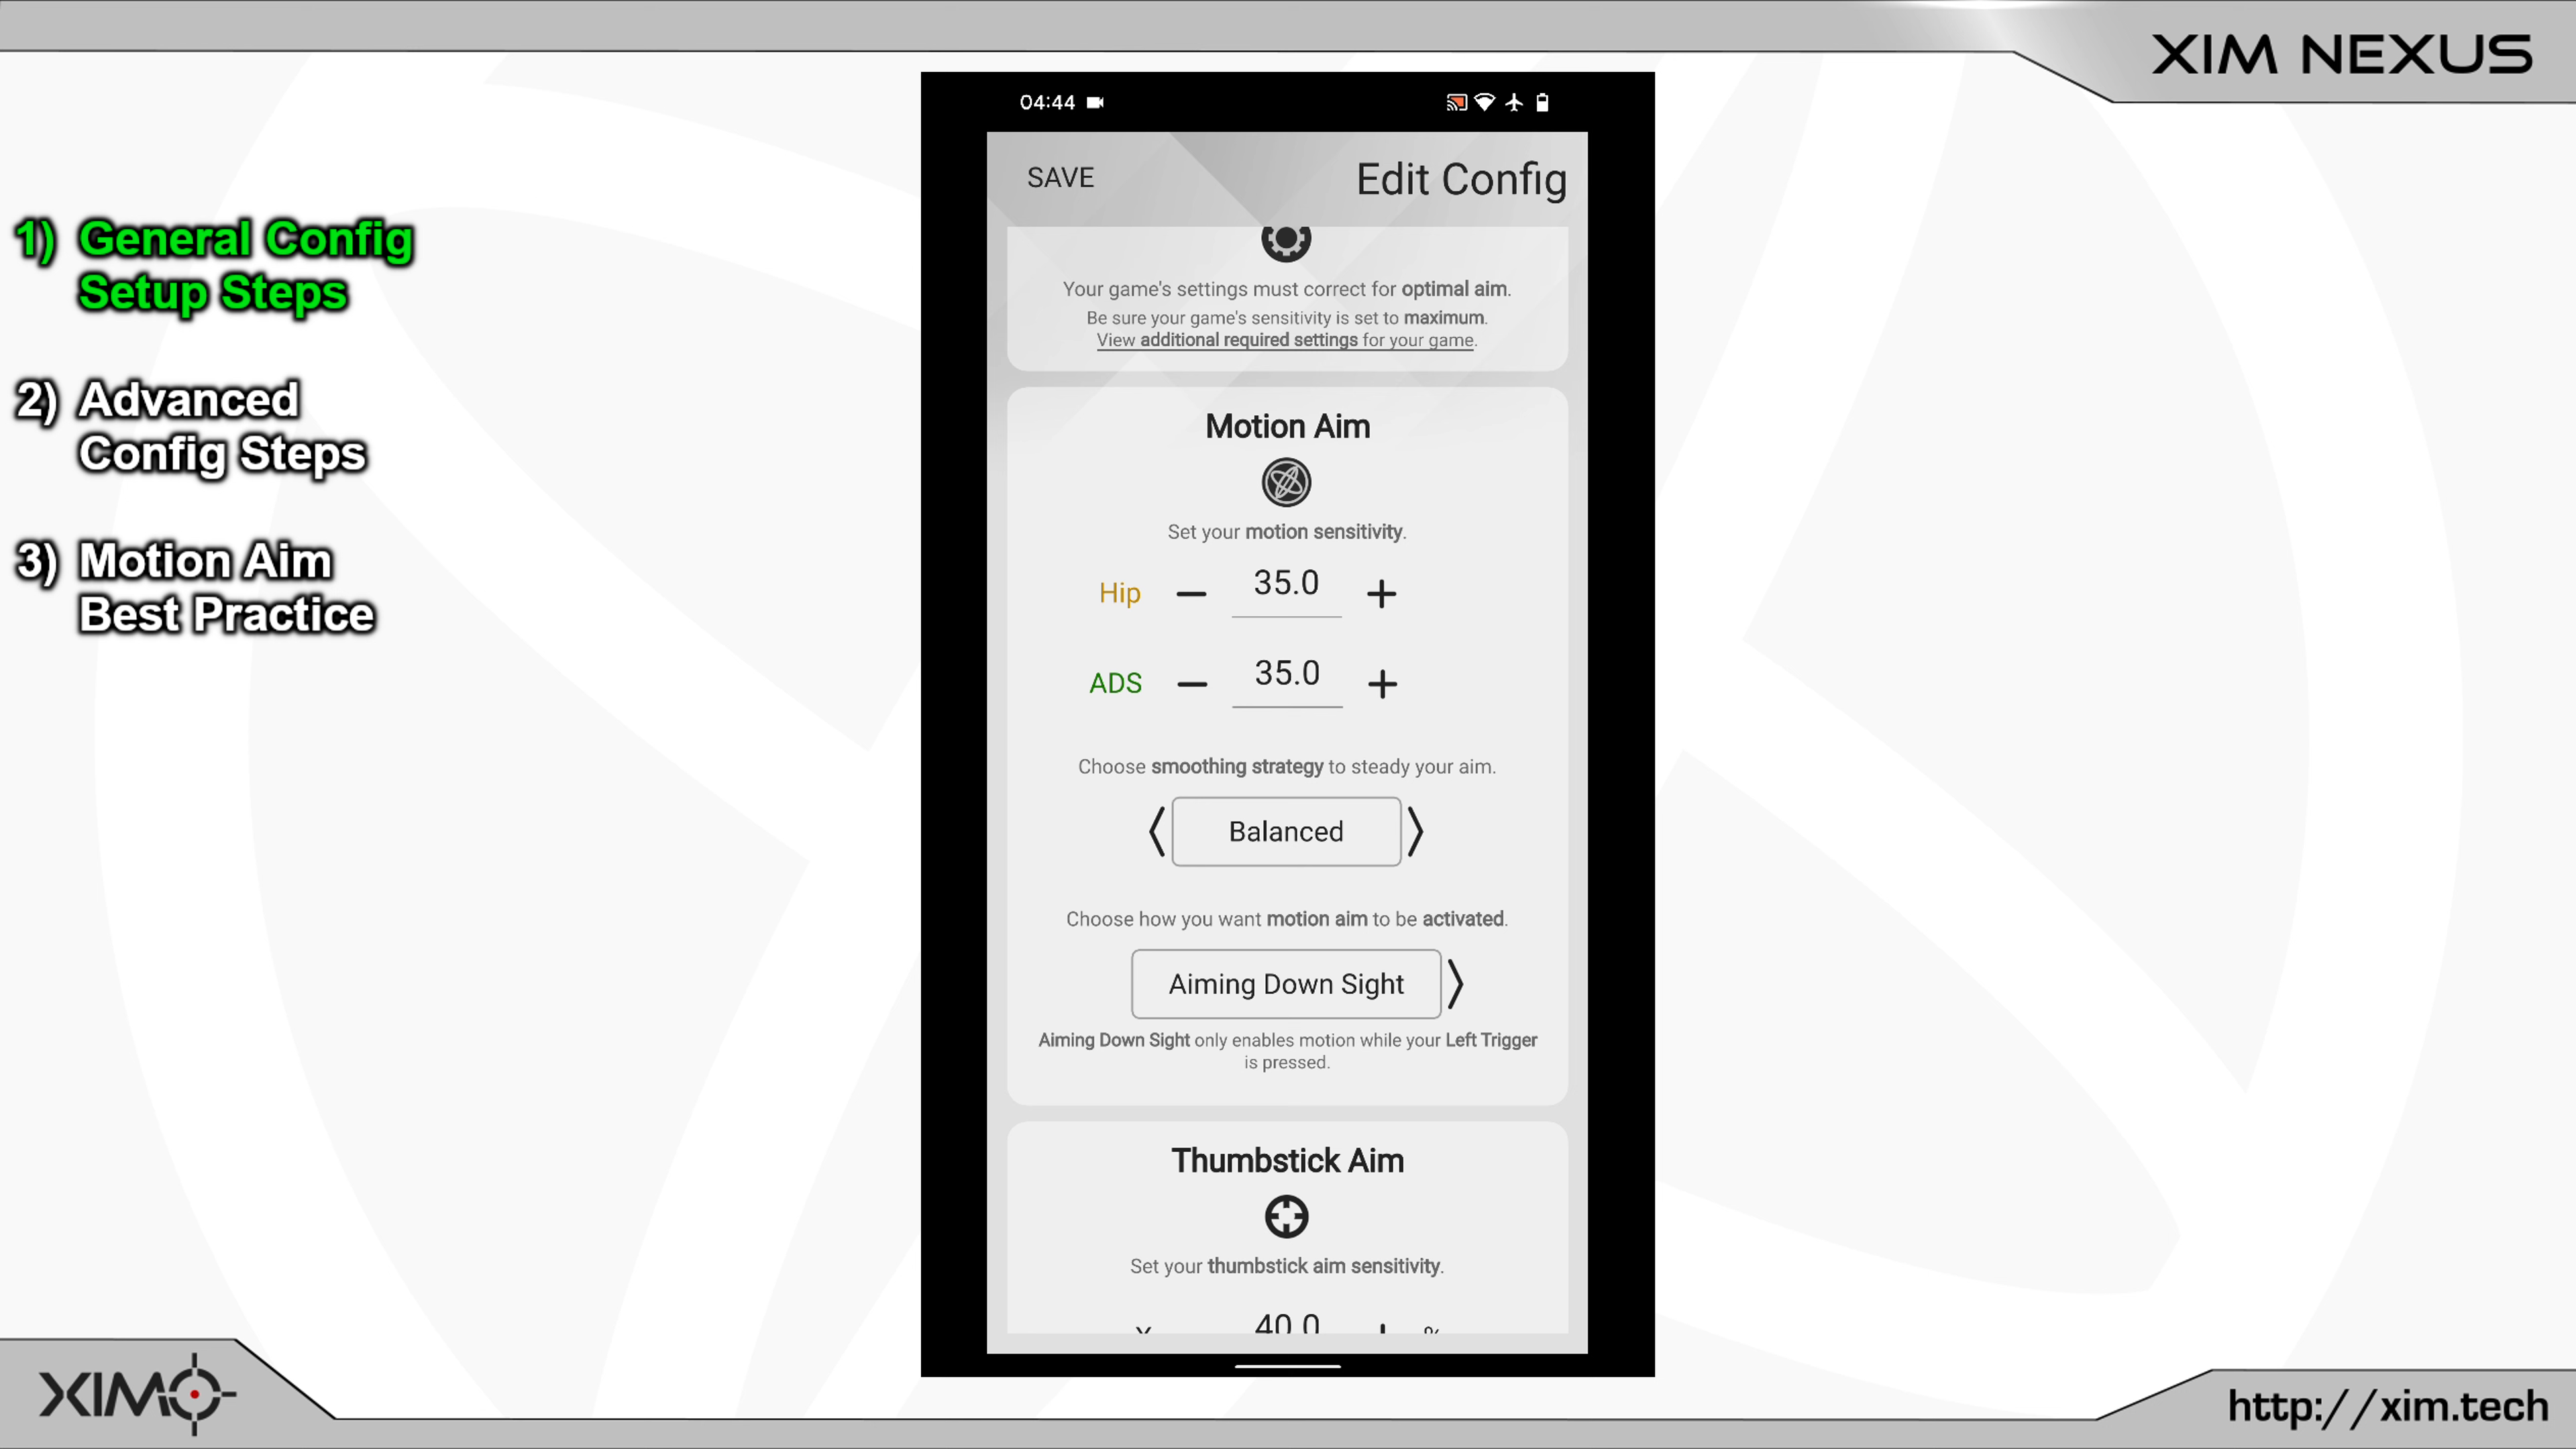 XIM NEXUS
04:44
SAVE
Edit Config
Your game's settings must correct for optimal aim.
Be sure your game's sensitivity is set to maximum.
View additional required settings for your game.
1) General Config
Setup Steps
2) Advanced
Config Steps
3) Motion Aim
Best Practice
Motion Aim
Set your motion sensitivity.
Hip − 35.0 +
ADS − 35.0 +
Choose smoothing strategy to steady your aim.
Balanced
Choose how you want motion aim to be activated.
Aiming Down Sight
Aiming Down Sight only enables motion while your Left Trigger
is pressed.
Thumbstick Aim
Set your thumbstick aim sensitivity.
40.0 + %
XIM
http://xim.tech